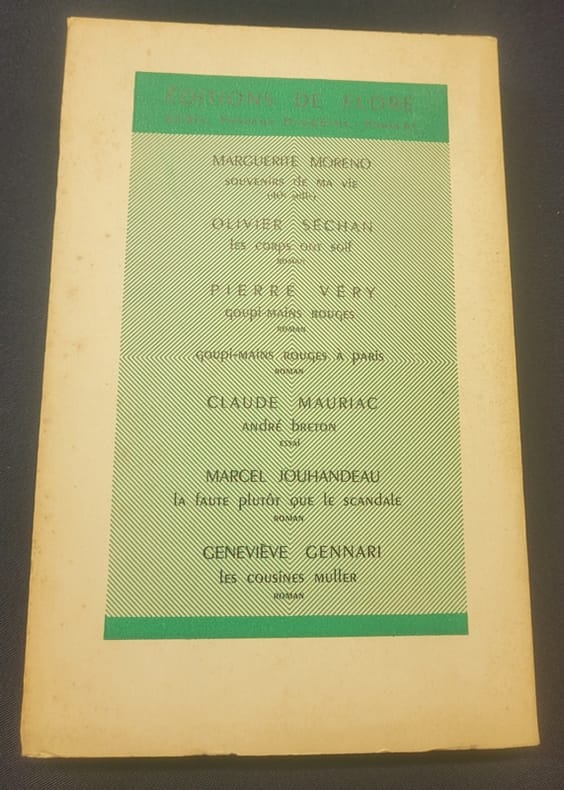 ÉDITIONS DE FLORE
MARGUERITE MORENO
souvenirs de ma vie
OLIVIER SÉCHAN
les corps ont soif
ROMAN
PIERRE VÉRY
goupi-mains rouges
ROMAN
goupi-mains rouges à paris
ROMAN
CLAUDE MAURIAC
andré breton
ESSAI
MARCEL JOUHANDEAU
la faute plutôt que le scandale
ROMAN
GENEVIÈVE GENNARI
les cousines muller
ROMAN